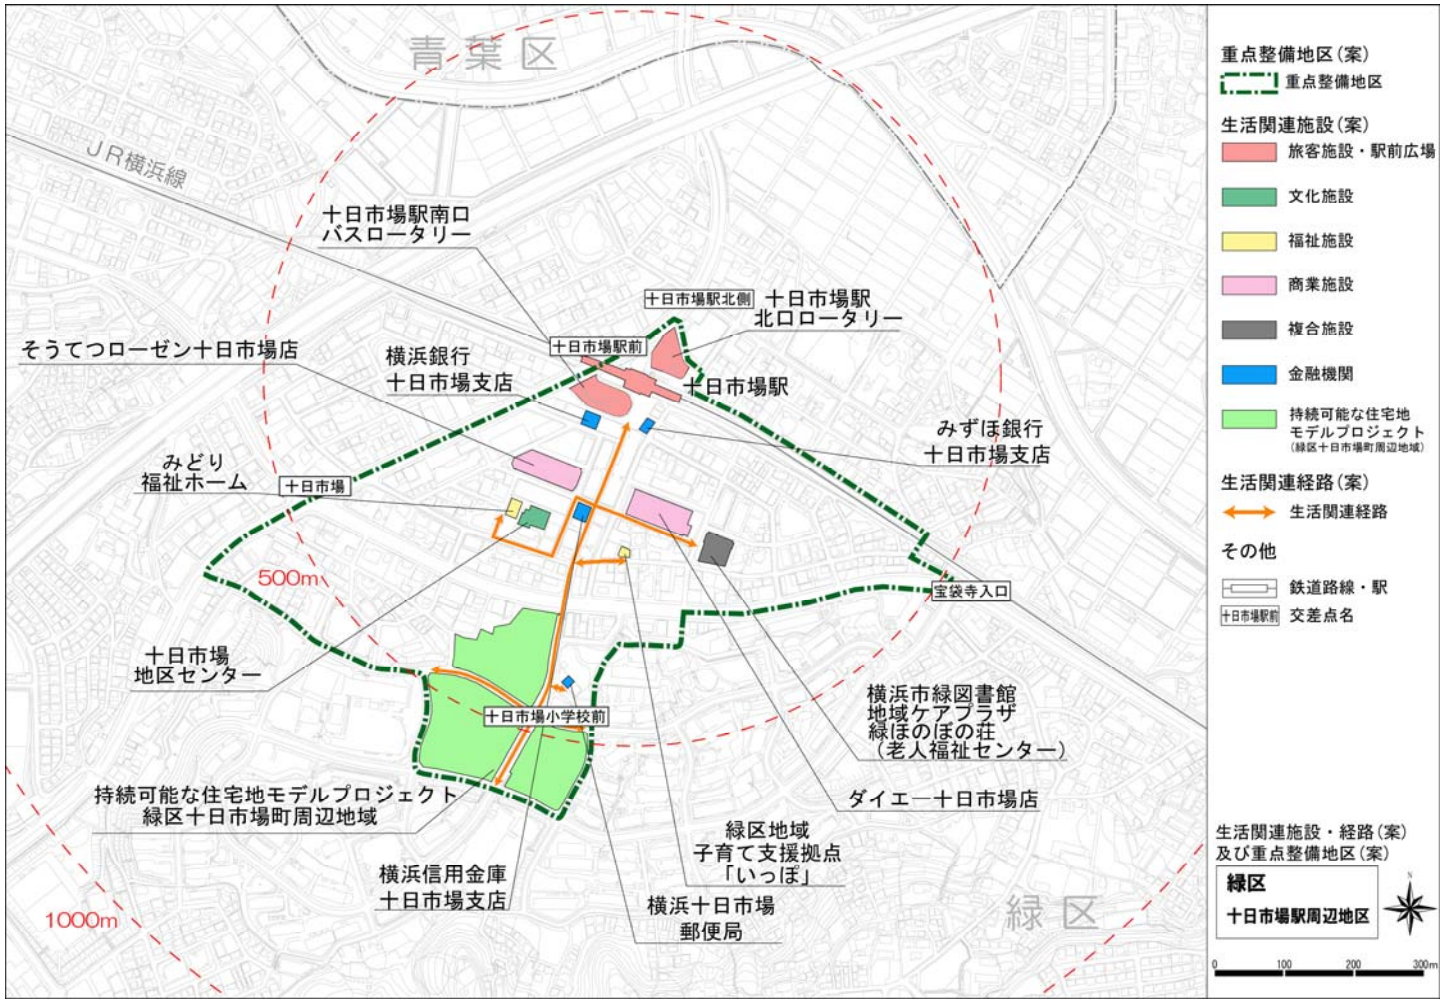 青葉区
JR横浜線
十日市場駅南口
バスロータリー
十日市場駅北側
十日市場駅
北口ロータリー
十日市場駅前
そうてつローゼン十日市場店
横浜銀行
十日市場支店
十日市場駅
みずほ銀行
十日市場支店
みどり
福祉ホーム
十日市場
500m
宝袋寺入口
十日市場
地区センター
十日市場小学校前
横浜市緑図書館
地域ケアプラザ
緑ほのぼの荘
(老人福祉センター)
持続可能な住宅地モデルプロジェクト
緑区十日市場町周辺地域
ダイエー十日市場店
緑区地域
子育て支援拠点
「いっぽ」
横浜信用金庫
十日市場支店
横浜十日市場
郵便局
1000m
緑区
重点整備地区(案)
重点整備地区
生活関連施設(案)
旅客施設・駅前広場
文化施設
福祉施設
商業施設
複合施設
金融機関
持続可能な住宅地
モデルプロジェクト
(緑区十日市場町周辺地域)
生活関連経路(案)
生活関連経路
その他
鉄道路線・駅
十日市場駅前 交差点名
生活関連施設・経路(案)
及び重点整備地区(案)
緑区
十日市場駅周辺地区
N
0 100 200 300m